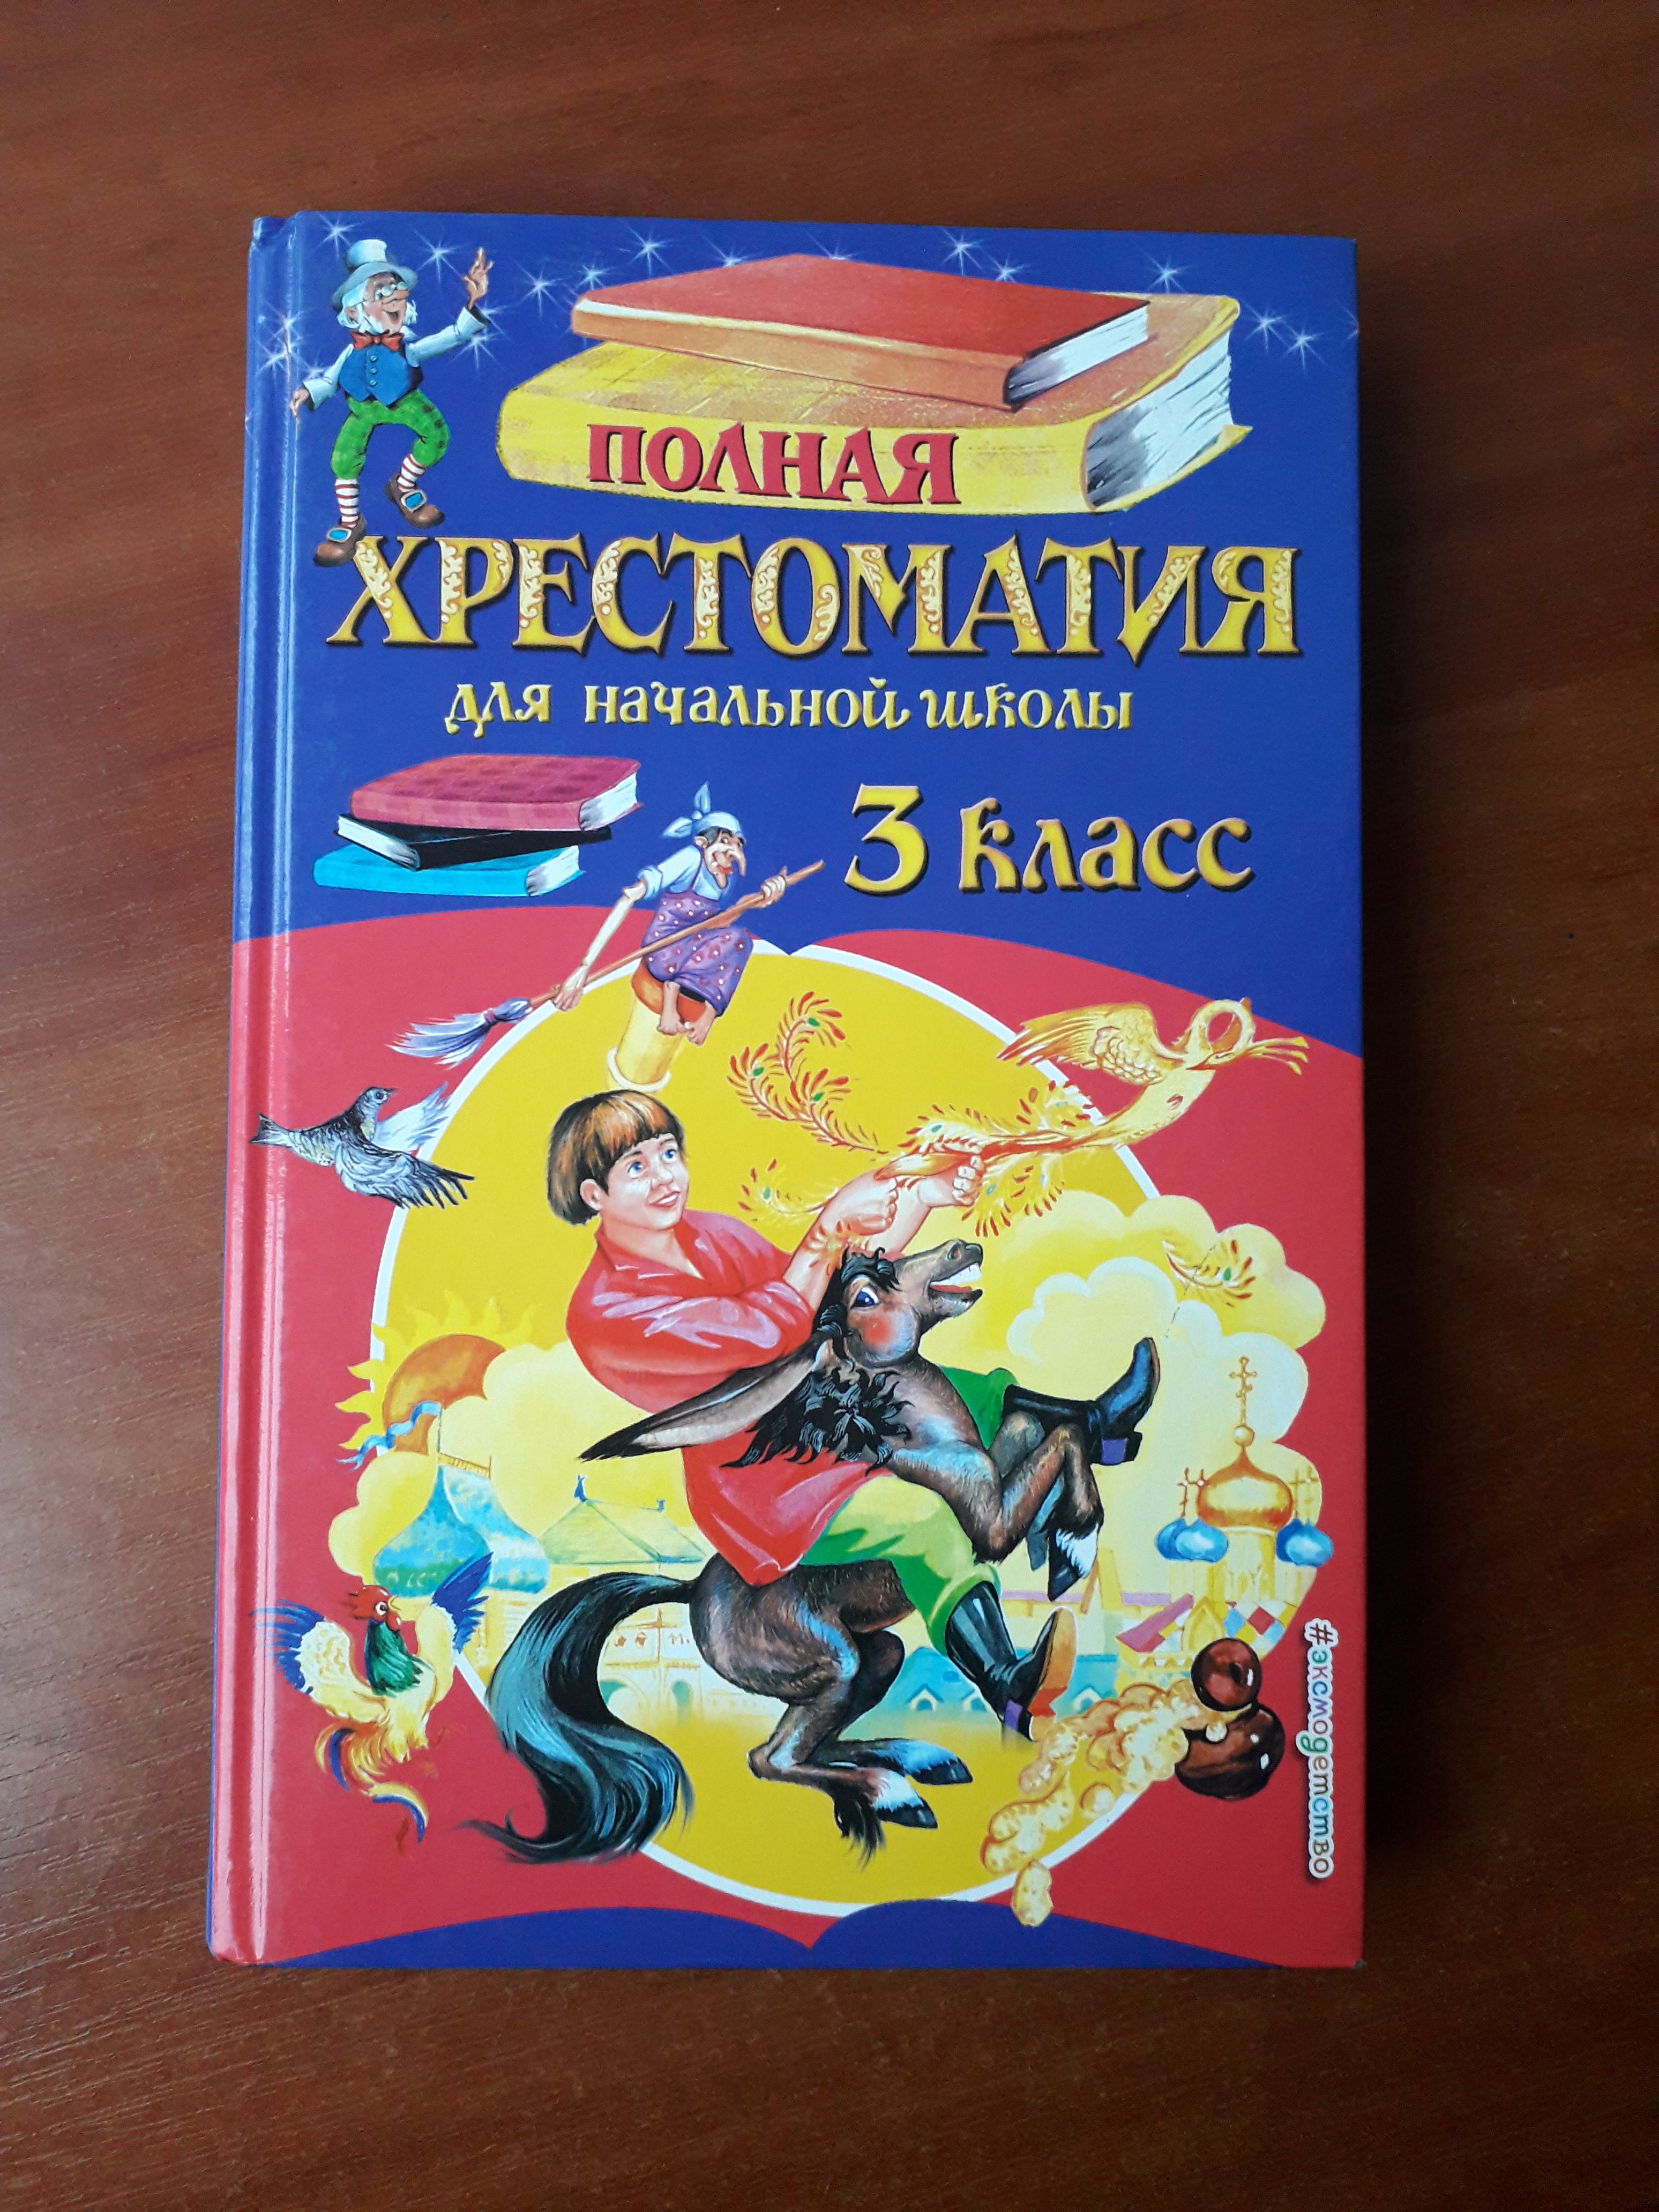 ПОЛНАЯ
ХРЕСТОМАТИЯ
для начальной школы
3 класс
#эксмодетство